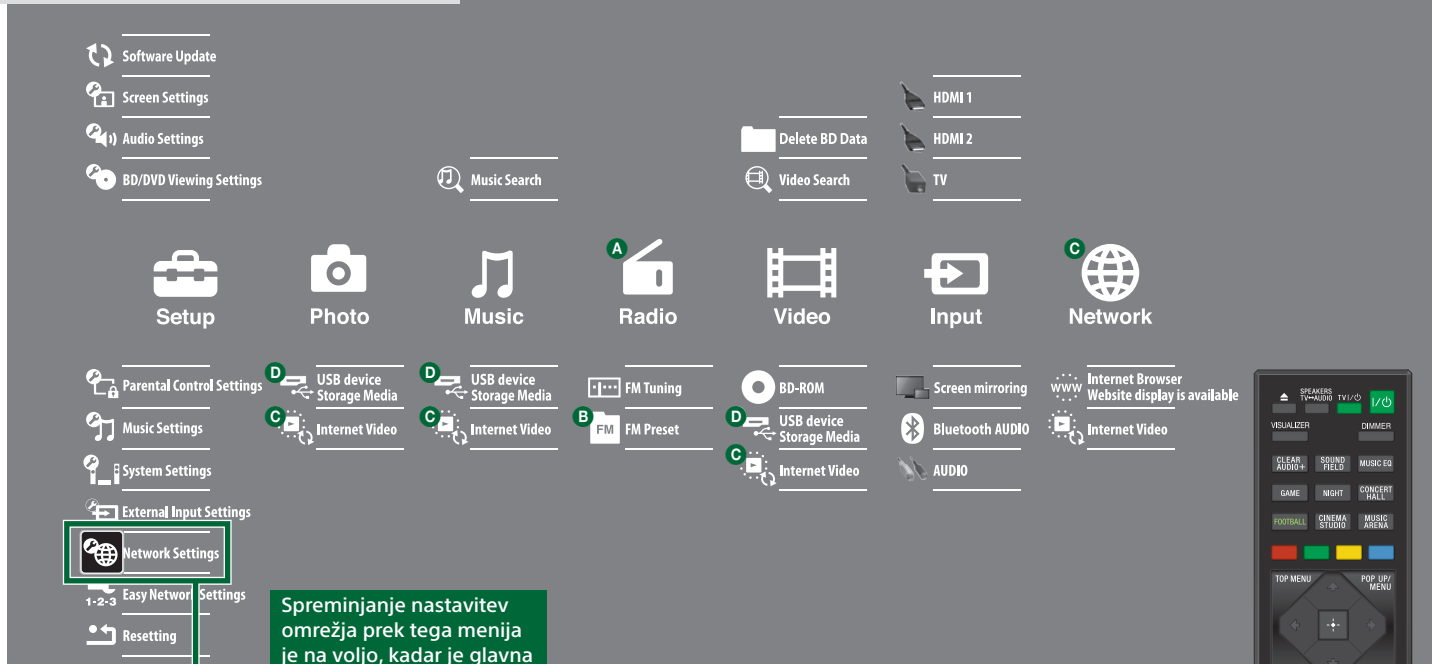 Software Update
Screen Settings
Audio Settings
BD/DVD Viewing Settings
Music Search
Delete BD Data
Video Search
HDMI 1
HDMI 2
TV
A
C
Setup
Photo
Music
Radio
Video
Input
Network
Parental Control Settings
Music Settings
System Settings
External Input Settings
Network Settings
1-2-3 Easy Network Settings
Resetting
D
USB device
Storage Media
C
Internet Video
D
USB device
Storage Media
C
Internet Video
FM Tuning
B
FM
FM Preset
BD-ROM
D
USB device
Storage Media
C
Internet Video
Screen mirroring
Bluetooth AUDIO
AUDIO
www
Internet Browser
Website display is available
Internet Video
Spreminjanje nastavitev
omrežja prek tega menija
je na voljo, kadar je glavna
SPEAKERS
TV↔AUDIO
TV I/⏻
I/⏻
VISUALIZER
DIMMER
CLEAR
AUDIO+
SOUND
FIELD
MUSIC EQ
GAME
NIGHT
CONCERT
HALL
FOOTBALL
CINEMA
STUDIO
MUSIC
ARENA
TOP MENU
POP UP/
MENU